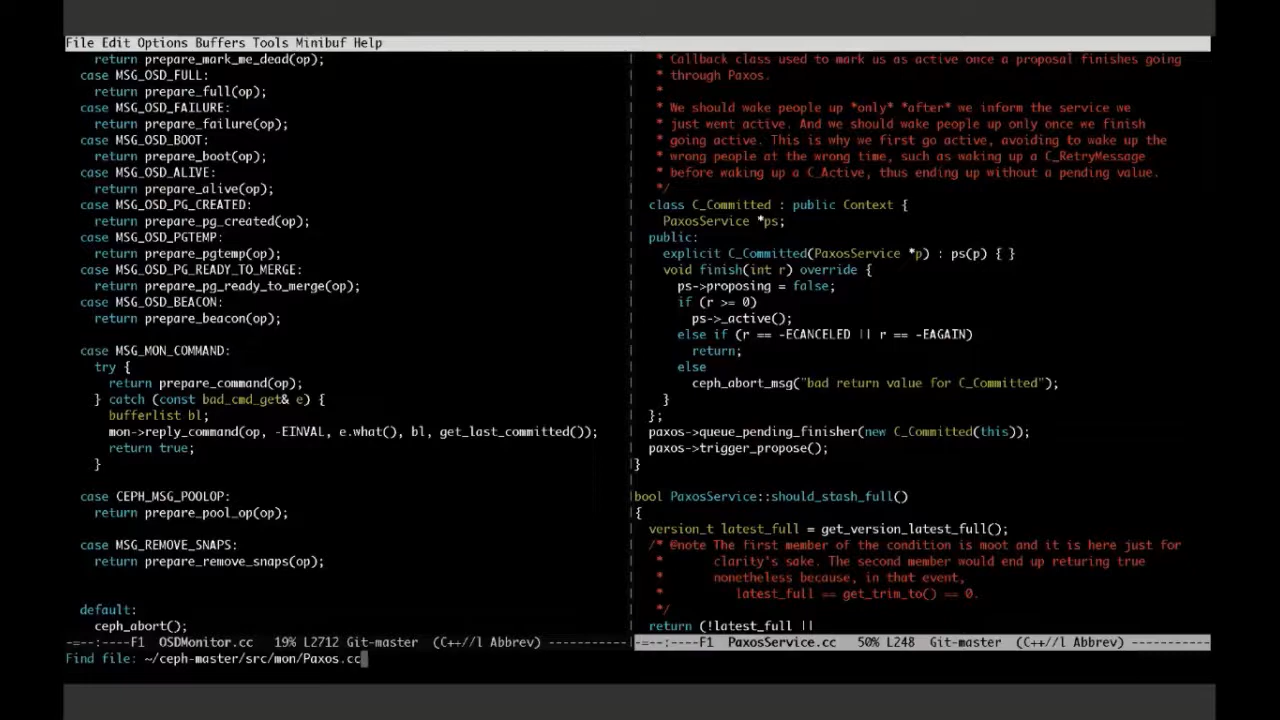 File Edit Options Buffers Tools Minibuf Help
return prepare_mark_me_dead(op);
case MSG_OSD_FULL:
return prepare_full(op);
case MSG_OSD_FAILURE:
return prepare_failure(op);
case MSG_OSD_BOOT:
return prepare_boot(op);
case MSG_OSD_ALIVE:
return prepare_alive(op);
case MSG_OSD_PG_CREATED:
return prepare_pg_created(op);
case MSG_OSD_PGTEMP:
return prepare_pgtemp(op);
case MSG_OSD_PG_READY_TO_MERGE:
return prepare_pg_ready_to_merge(op);
case MSG_OSD_BEACON:
return prepare_beacon(op);
case MSG_MON_COMMAND:
try {
return prepare_command(op);
} catch (const bad_cmd_get& e) {
bufferlist bl;
mon->reply_command(op, -EINVAL, e.what(), bl, get_last_committed());
return true;
}
case CEPH_MSG_POOLOP:
return prepare_pool_op(op);
case MSG_REMOVE_SNAPS:
return prepare_remove_snaps(op);
default:
ceph_abort();
-=--:----F1 OSDMonitor.cc 19% L2712 Git-master (C++//l Abbrev) -----------
* Callback class used to mark us as active once a proposal finishes going
* through Paxos.
*
* We should wake people up *only* *after* we inform the service we
* just went active. And we should wake people up only once we finish
* going active. This is why we first go active, avoiding to wake up the
* wrong people at the wrong time, such as waking up a C_RetryMessage
* before waking up a C_Active, thus ending up without a pending value.
*/
class C_Committed : public Context {
PaxosService *ps;
public:
explicit C_Committed(PaxosService *p) : ps(p) { }
void finish(int r) override {
ps->proposing = false;
if (r >= 0)
ps->_active();
else if (r == -ECANCELED || r == -EAGAIN)
return;
else
ceph_abort_msg("bad return value for C_Committed");
}
};
paxos->queue_pending_finisher(new C_Committed(this));
paxos->trigger_propose();
}
bool PaxosService::should_stash_full()
{
version_t latest_full = get_version_latest_full();
/* @note The first member of the condition is moot and it is here just for
* clarity's sake. The second member would end up returing true
* nonetheless because, in that event,
* latest_full == get_trim_to() == 0.
*/
return (!latest_full ||
-=--:----F1 PaxosService.cc 50% L248 Git-master (C++//l Abbrev) -----------
Find file: ~/ceph-master/src/mon/Paxos.cc